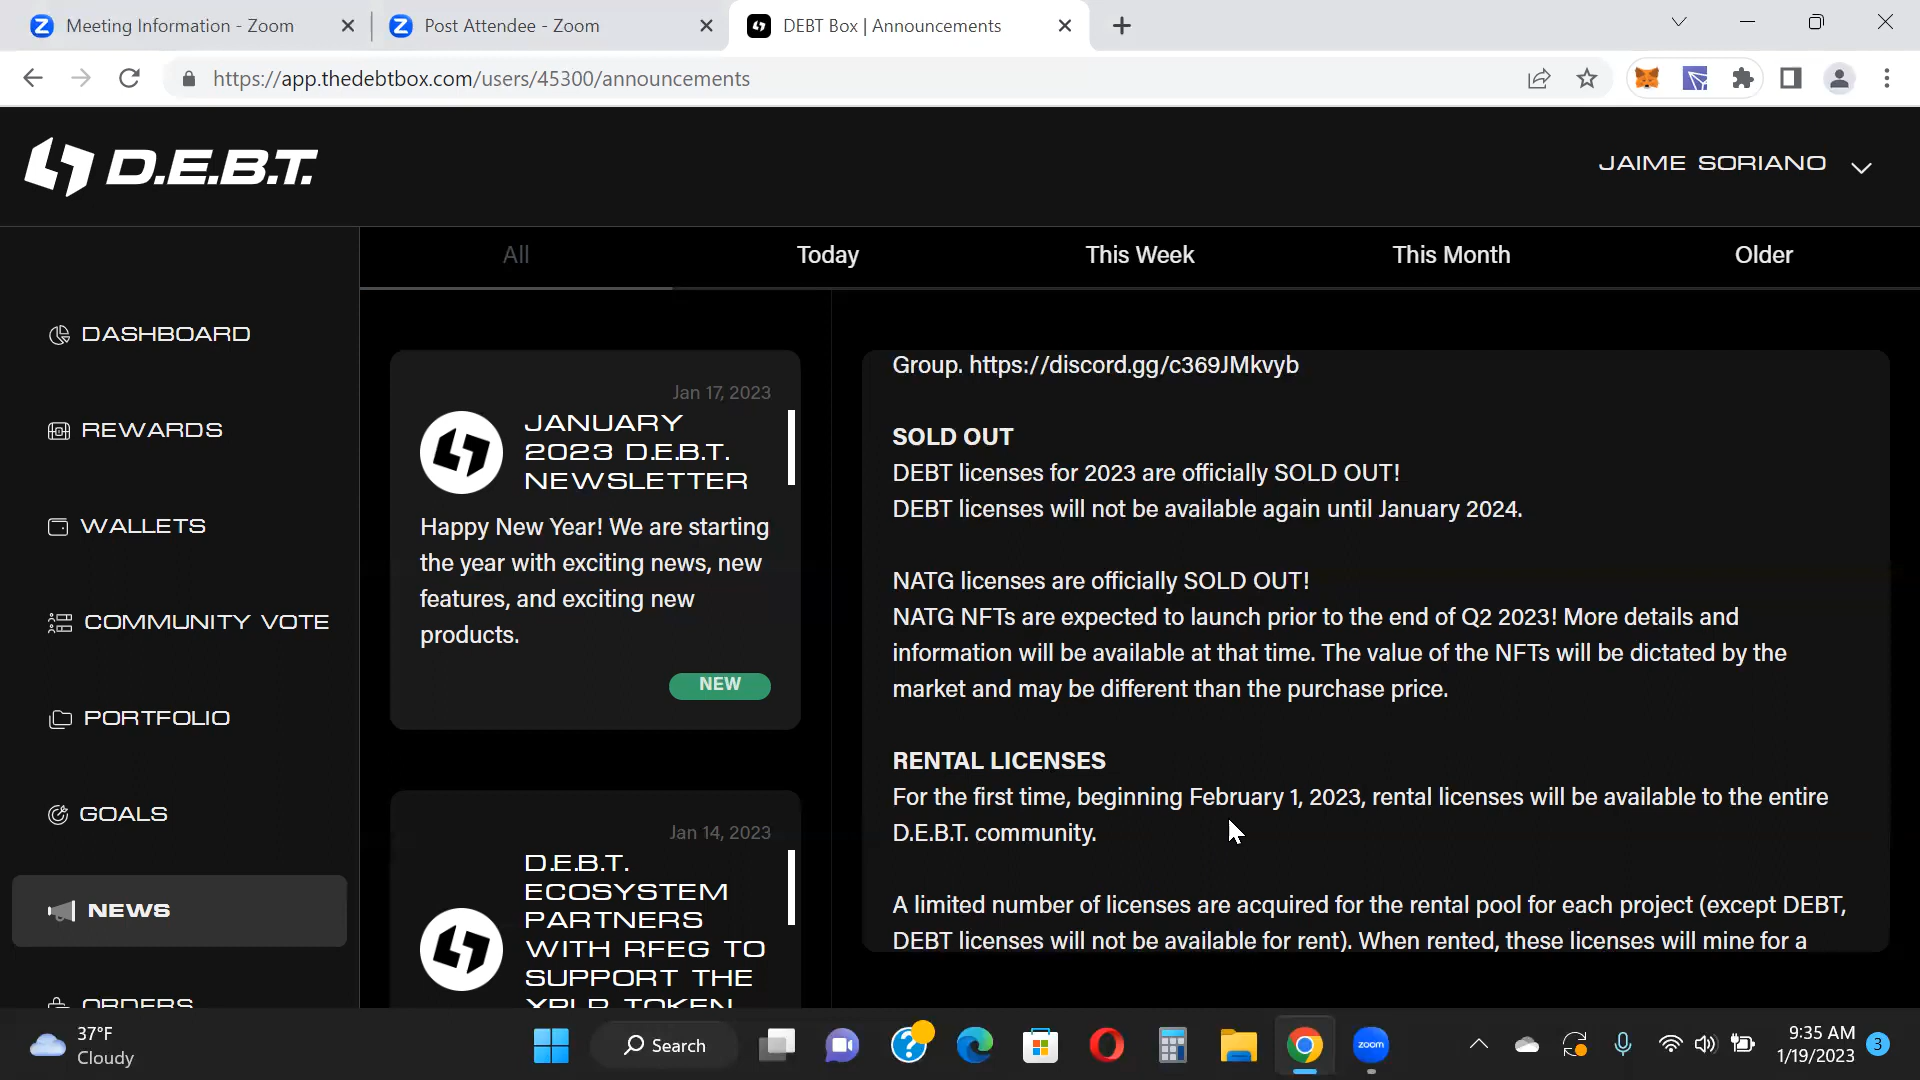 Meeting Information - Zoom
Post Attendee - Zoom
DEBT Box | Announcements
https://app.thedebtbox.com/users/45300/announcements
D.E.B.T.
JAIME SORIANO
All
Today
This Week
This Month
Older
DASHBOARD
REWARDS
WALLETS
COMMUNITY VOTE
PORTFOLIO
GOALS
NEWS
ORDERS
Jan 17, 2023
JANUARY
2023 D.E.B.T.
NEWSLETTER
Happy New Year! We are starting
the year with exciting news, new
features, and exciting new
products.
NEW
Jan 14, 2023
D.E.B.T.
ECOSYSTEM
PARTNERS
WITH RFEG TO
SUPPORT THE
XPLR TOKEN
Group. https://discord.gg/c369JMkvyb
SOLD OUT
DEBT licenses for 2023 are officially SOLD OUT!
DEBT licenses will not be available again until January 2024.
NATG licenses are officially SOLD OUT!
NATG NFTs are expected to launch prior to the end of Q2 2023! More details and
information will be available at that time. The value of the NFTs will be dictated by the
market and may be different than the purchase price.
RENTAL LICENSES
For the first time, beginning February 1, 2023, rental licenses will be available to the entire
D.E.B.T. community.
A limited number of licenses are acquired for the rental pool for each project (except DEBT,
DEBT licenses will not be available for rent). When rented, these licenses will mine for a
37°F
Cloudy
Search
zoom
9:35 AM
1/19/2023
3